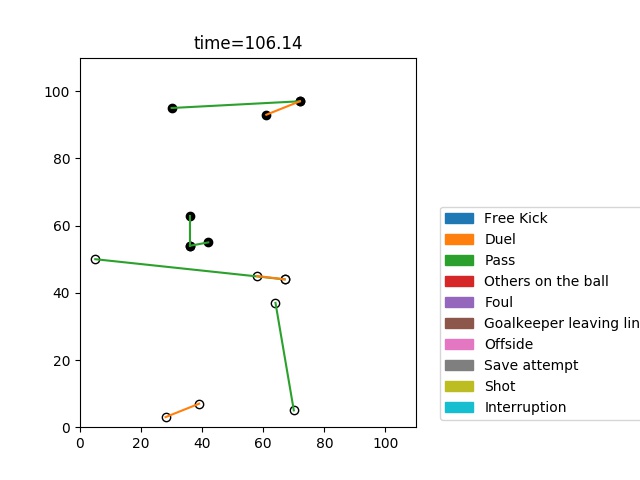 time=106.14
100
80
60
40
20
0
0 20 40 60 80 100
Free Kick
Duel
Pass
Others on the ball
Foul
Goalkeeper leaving lin
Offside
Save attempt
Shot
Interruption